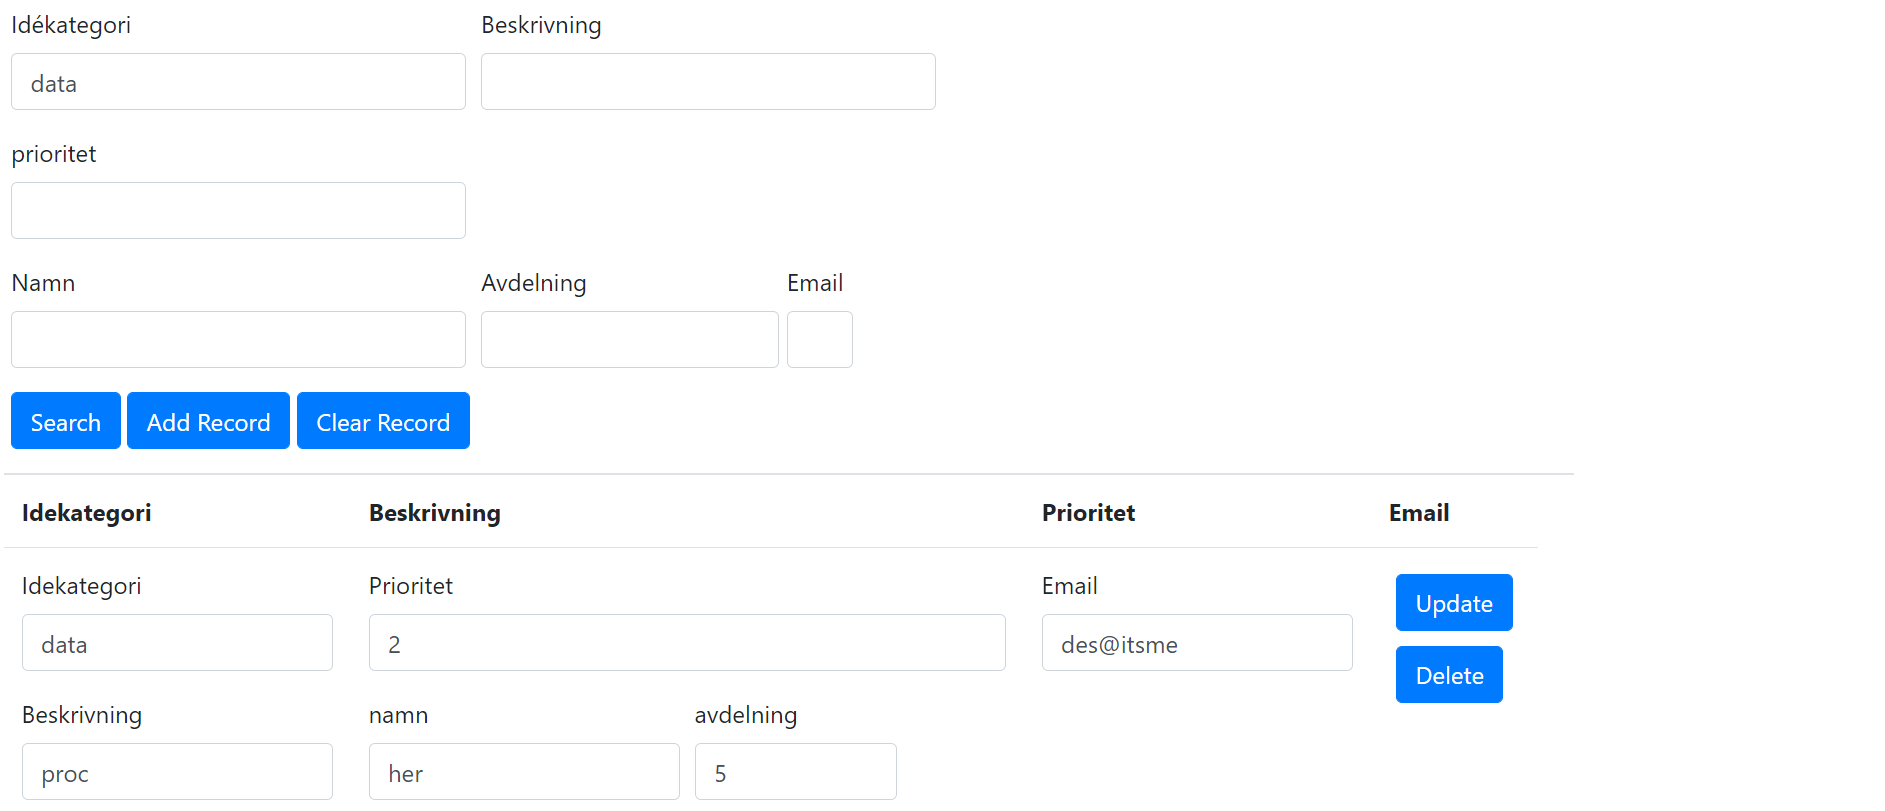 Idékategori Beskrivning
data
prioritet
Namn Avdelning Email
Search Add Record Clear Record
Idekategori Beskrivning Prioritet Email
Idekategori Prioritet Email
Update
data 2 des@itsme
Delete
Beskrivning namn avdelning
proc her 5